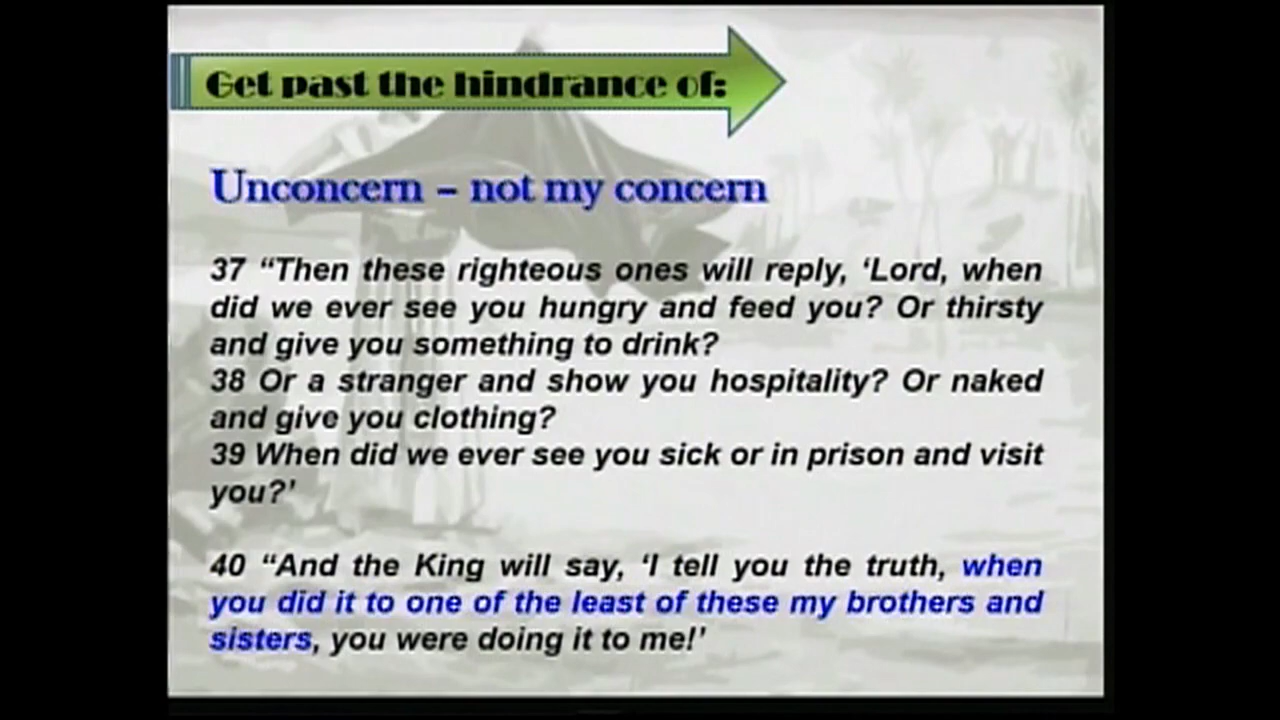 Get past the hindrance of:
Unconcern – not my concern
37 “Then these righteous ones will reply, ‘Lord, when
did we ever see you hungry and feed you? Or thirsty
and give you something to drink?
38 Or a stranger and show you hospitality? Or naked
and give you clothing?
39 When did we ever see you sick or in prison and visit
you?’
40 “And the King will say, ‘I tell you the truth, when
you did it to one of the least of these my brothers and
sisters, you were doing it to me!’